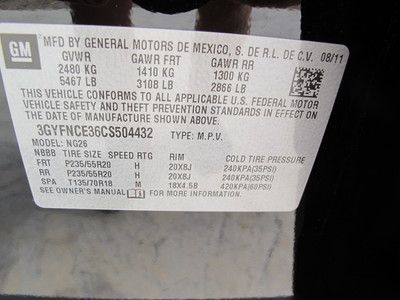 GM MFD BY GENERAL MOTORS DE MEXICO, S. DE R.L. DE C.V. 08/11
GVWR GAWR FRT GAWR RR
2480 KG 1410 KG 1300 KG
5467 LB 3108 LB 2866 LB
THIS VEHICLE CONFORMS TO ALL APPLICABLE U.S. FEDERAL MOTOR
VEHICLE SAFETY AND THEFT PREVENTION STANDARDS IN EFFECT ON
THE DATE OF MANUFACTURE SHOWN ABOVE.
3GYFNCE36CS504432 TYPE: M.P.V.
MODEL: NG26
NBBB TIRE SIZE SPEED RTG RIM COLD TIRE PRESSURE
FRT P235/55R20 H 20X8J 240KPA(35PSI)
RR P235/55R20 H 20X8J 240KPA(35PSI)
SPA T135/70R18 M 18X4.5B 420KPA(60PSI)
SEE OWNER'S MANUAL FOR MORE INFORMATION.